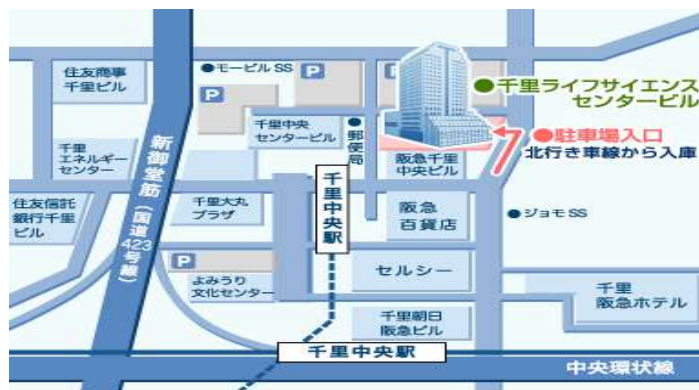 住友商事
千里ビル
●モービルSS
P
P
P
●千里ライフサイエンス
センタービル
千里中央
センタービル
●郵便局
●駐車場入口
北行き車線から入庫
千里
エネルギー
センター
阪急千里
中央ビル
新御堂筋(国道423号線)
千里中央駅
住友信託
銀行千里
ビル
千里大丸
プラザ
阪急
百貨店
●ジョモSS
P
よみうり
文化センター
セルシー
千里
阪急ホテル
千里朝日
阪急ビル
千里中央駅
中央環状線